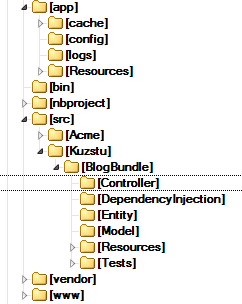 [app]
[cache]
[config]
[logs]
[Resources]
[bin]
[nbproject]
[src]
[Acme]
[Kuzstu]
[BlogBundle]
[Controller]
[DependencyInjection]
[Entity]
[Model]
[Resources]
[Tests]
[vendor]
[www]